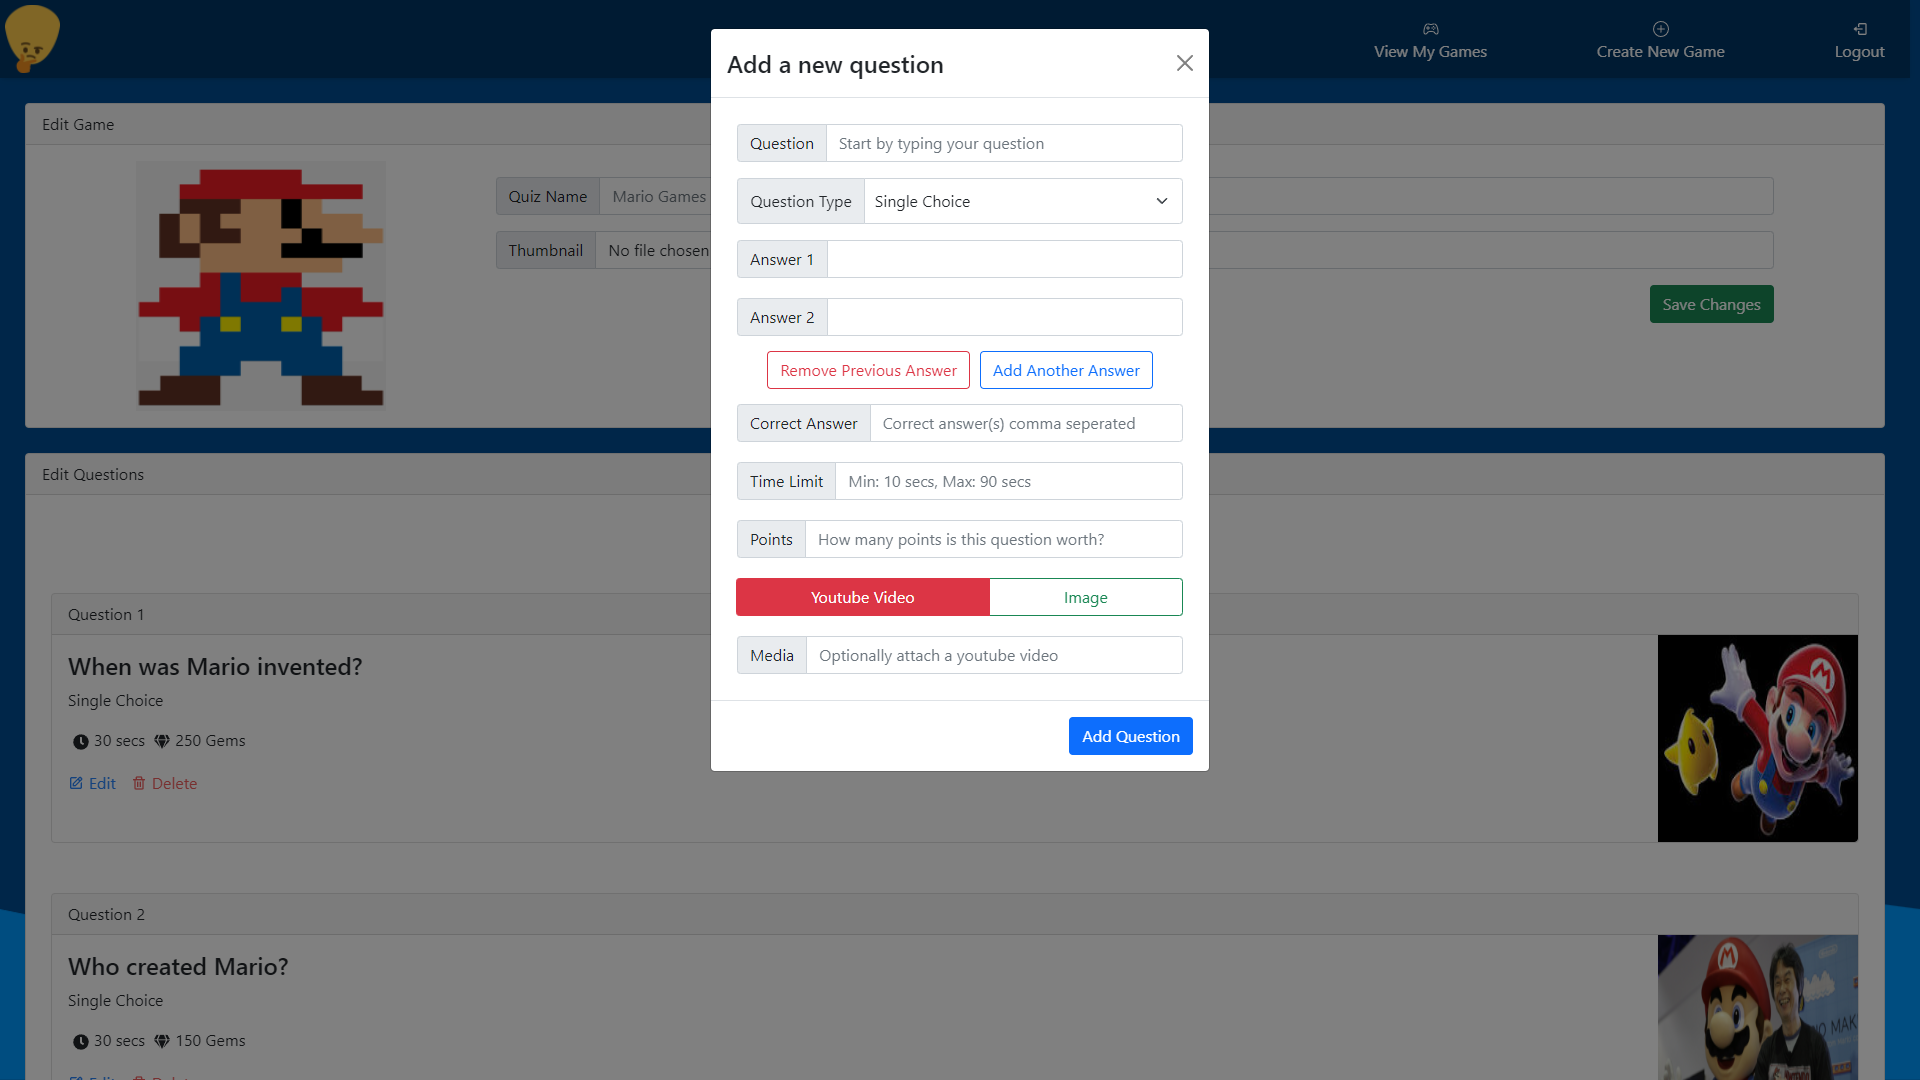 View My Games
Create New Game
Logout
Add a new question
Edit Game
Question
Start by typing your question
Quiz Name
Mario Games
Question Type
Single Choice
Thumbnail
No file chosen
Answer 1
Answer 2
Save Changes
Remove Previous Answer
Add Another Answer
Correct Answer
Correct answer(s) comma seperated
Edit Questions
Time Limit
Min: 10 secs, Max: 90 secs
Points
How many points is this question worth?
Youtube Video
Image
Media
Optionally attach a youtube video
Add Question
Question 1
When was Mario invented?
Single Choice
30 secs 250 Gems
Edit Delete
Question 2
Who created Mario?
Single Choice
30 secs 150 Gems